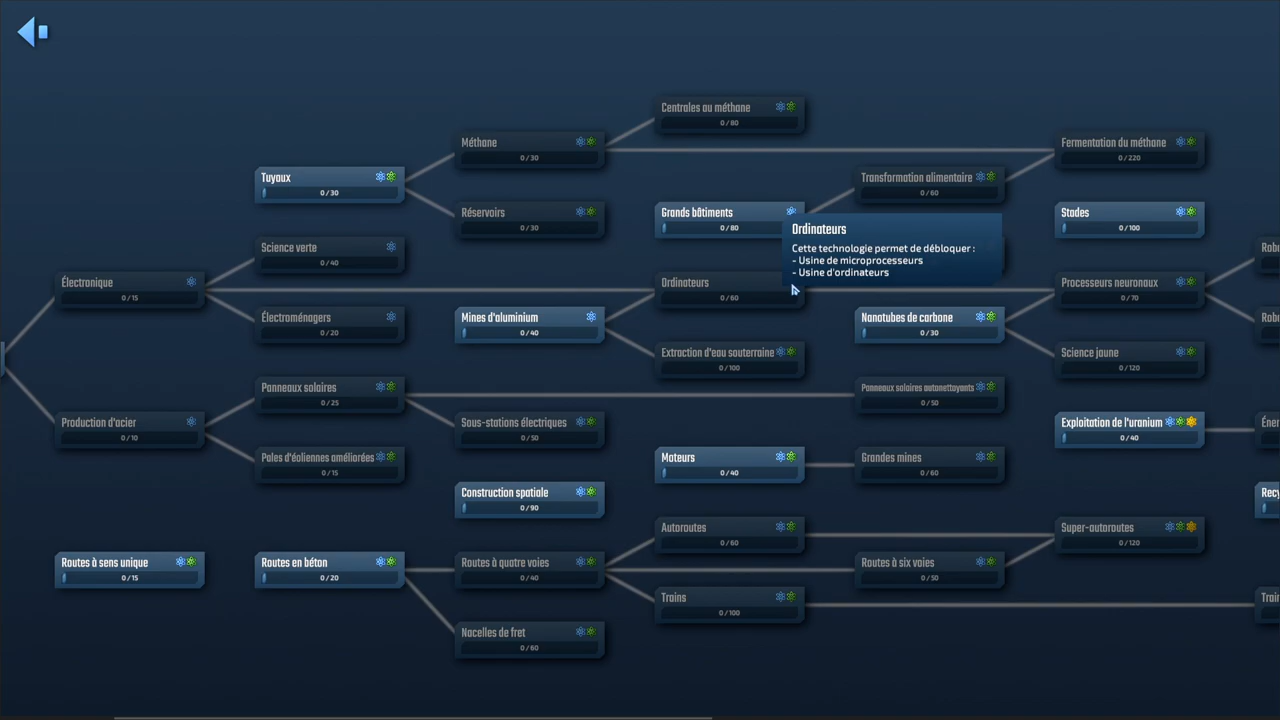 Centrales au méthane
0/80
Méthane
0/30
Fermentation du méthane
0/220
Tuyaux
0/30
Transformation alimentaire
0/60
Réservoirs
0/30
Grands bâtiments
0/80
Stades
0/100
Ordinateurs
Cette technologie permet de débloquer :
- Usine de microprocesseurs
- Usine d'ordinateurs
Science verte
0/40
Électronique
0/15
Ordinateurs
0/60
Processeurs neuronaux
0/70
Robo
Électroménagers
0/20
Mines d'aluminium
0/40
Nanotubes de carbone
0/30
Robo
Extraction d'eau souterraine
0/100
Science jaune
0/120
Panneaux solaires
0/25
Panneaux solaires autonettoyants
0/50
Production d'acier
0/10
Sous-stations électriques
0/50
Exploitation de l'uranium
0/40
Éner
Pales d'éoliennes améliorées
0/15
Moteurs
0/40
Grandes mines
0/60
Construction spatiale
0/90
Recy
Autoroutes
0/60
Super-autoroutes
0/120
Routes à sens unique
0/15
Routes en béton
0/20
Routes à quatre voies
0/40
Routes à six voies
0/50
Trains
0/100
Train
Nacelles de fret
0/60